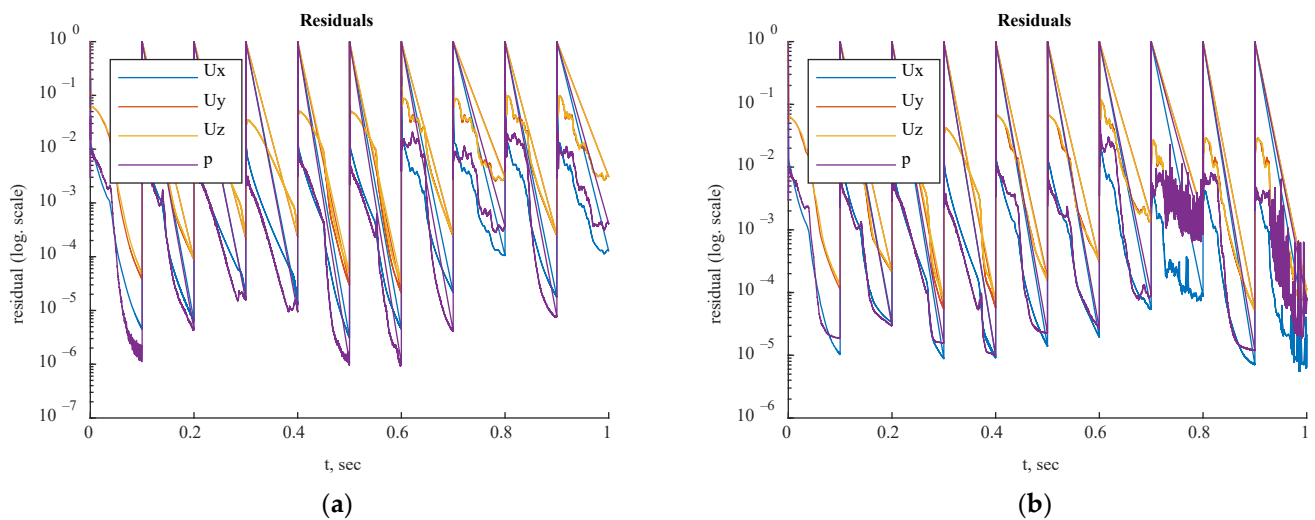 Residuals
10 0
10 −1
10 −2
10 −3
10 −4
10 −5
10 −6
10 −7
residual (log. scale)
Ux
Uy
Uz
p
0 0.2 0.4 0.6 0.8 1
t, sec
(a)
Residuals
10 0
10 −1
10 −2
10 −3
10 −4
10 −5
10 −6
residual (log. scale)
Ux
Uy
Uz
p
0 0.2 0.4 0.6 0.8 1
t, sec
(b)